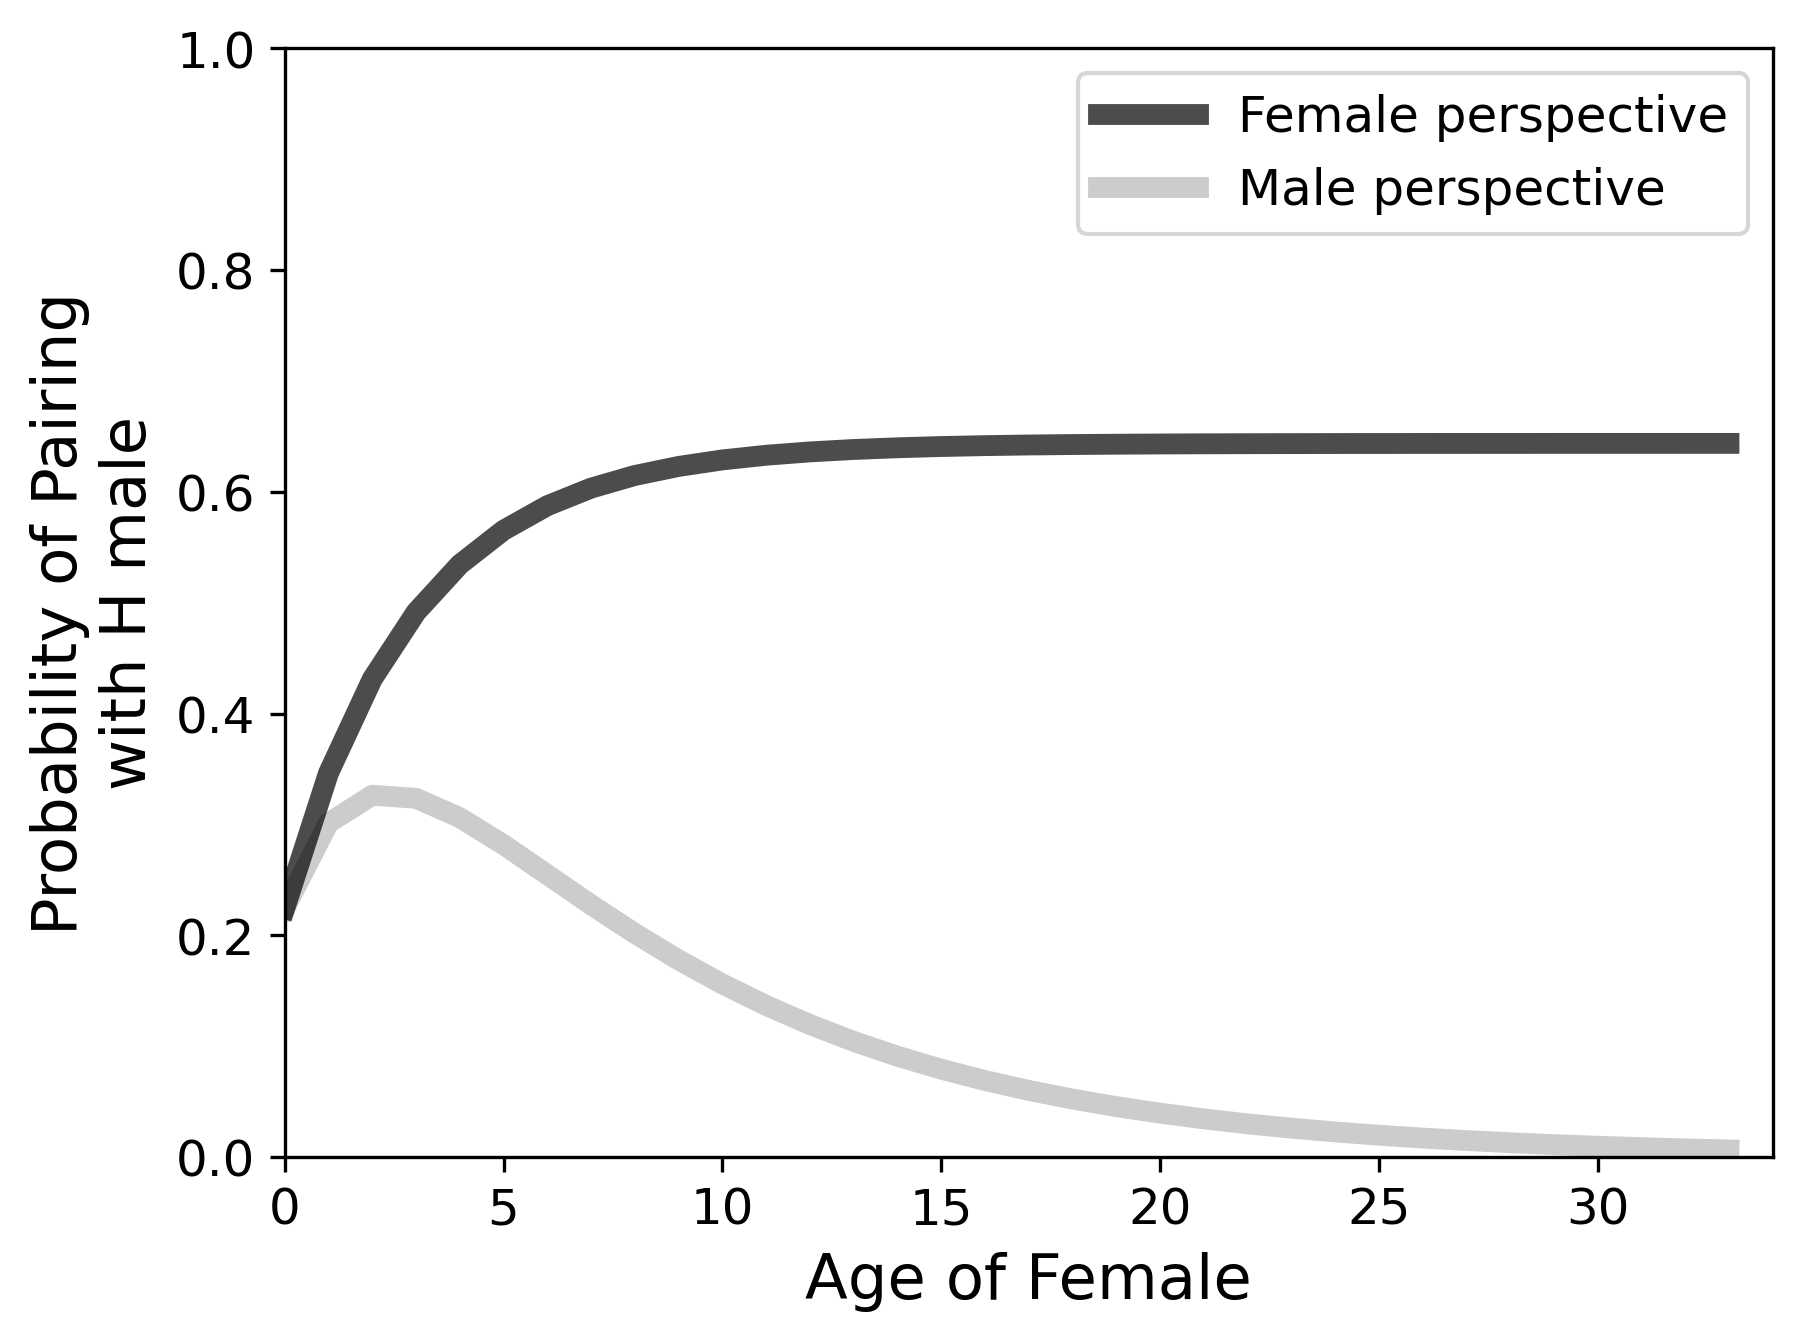 Probability of Pairing
with H male
1.0
0.8
0.6
0.4
0.2
0.0
Female perspective
Male perspective
0 5 10 15 20 25 30
Age of Female